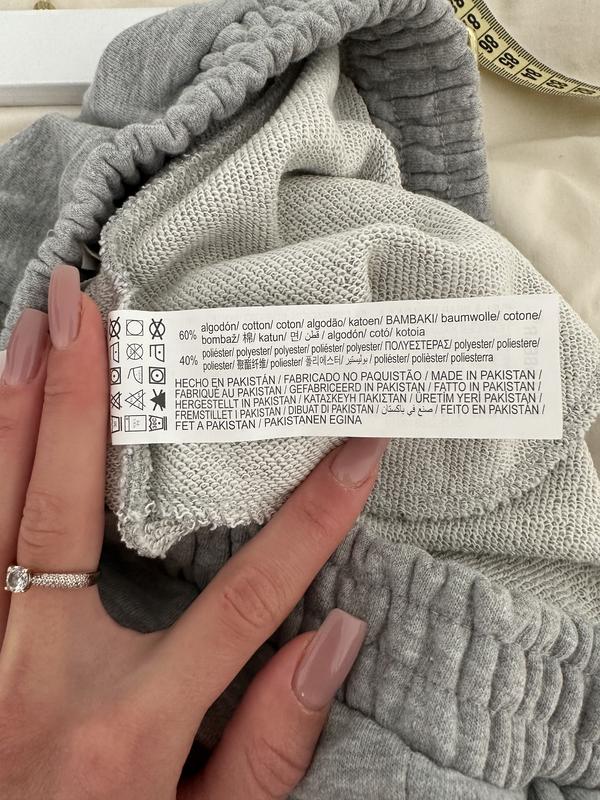 60% algodón/ cotton/ coton/ algodão/ katoen/ ΒΑΜΒΑΚΙ/ baumwolle/ cotone/
bombaž/ 棉/ katun/ 면/ قطن / algodón/ cotó/ kotoia
40% poliéster/ polyester/ polyester/ poliéster/ polyester/ ΠΟΛΥΕΣΤΕΡΑΣ/ polyester/ poliestere/
poliester/ 聚酯纤维/ poliester/ 폴리에스터/ بوليستير / poliéster/ polièster/ poliesterra
HECHO EN PAKISTÁN / FABRICADO NO PAQUISTÃO / MADE IN PAKISTAN /
FABRIQUÉ AU PAKISTAN / GEFABRICEERD IN PAKISTAN / FATTO IN PAKISTAN /
HERGESTELLT IN PAKISTAN / ΚΑΤΑΣΚΕΥΗ ΠΑΚΙΣΤΑΝ / ÜRETİM YERİ PAKİSTAN /
FREMSTILLET I PAKISTAN / DIBUAT DI PAKISTAN / صنع في باكستان / FEITO EN PAKISTÁN /
FET A PAKISTAN / PAKISTANEN EGINA